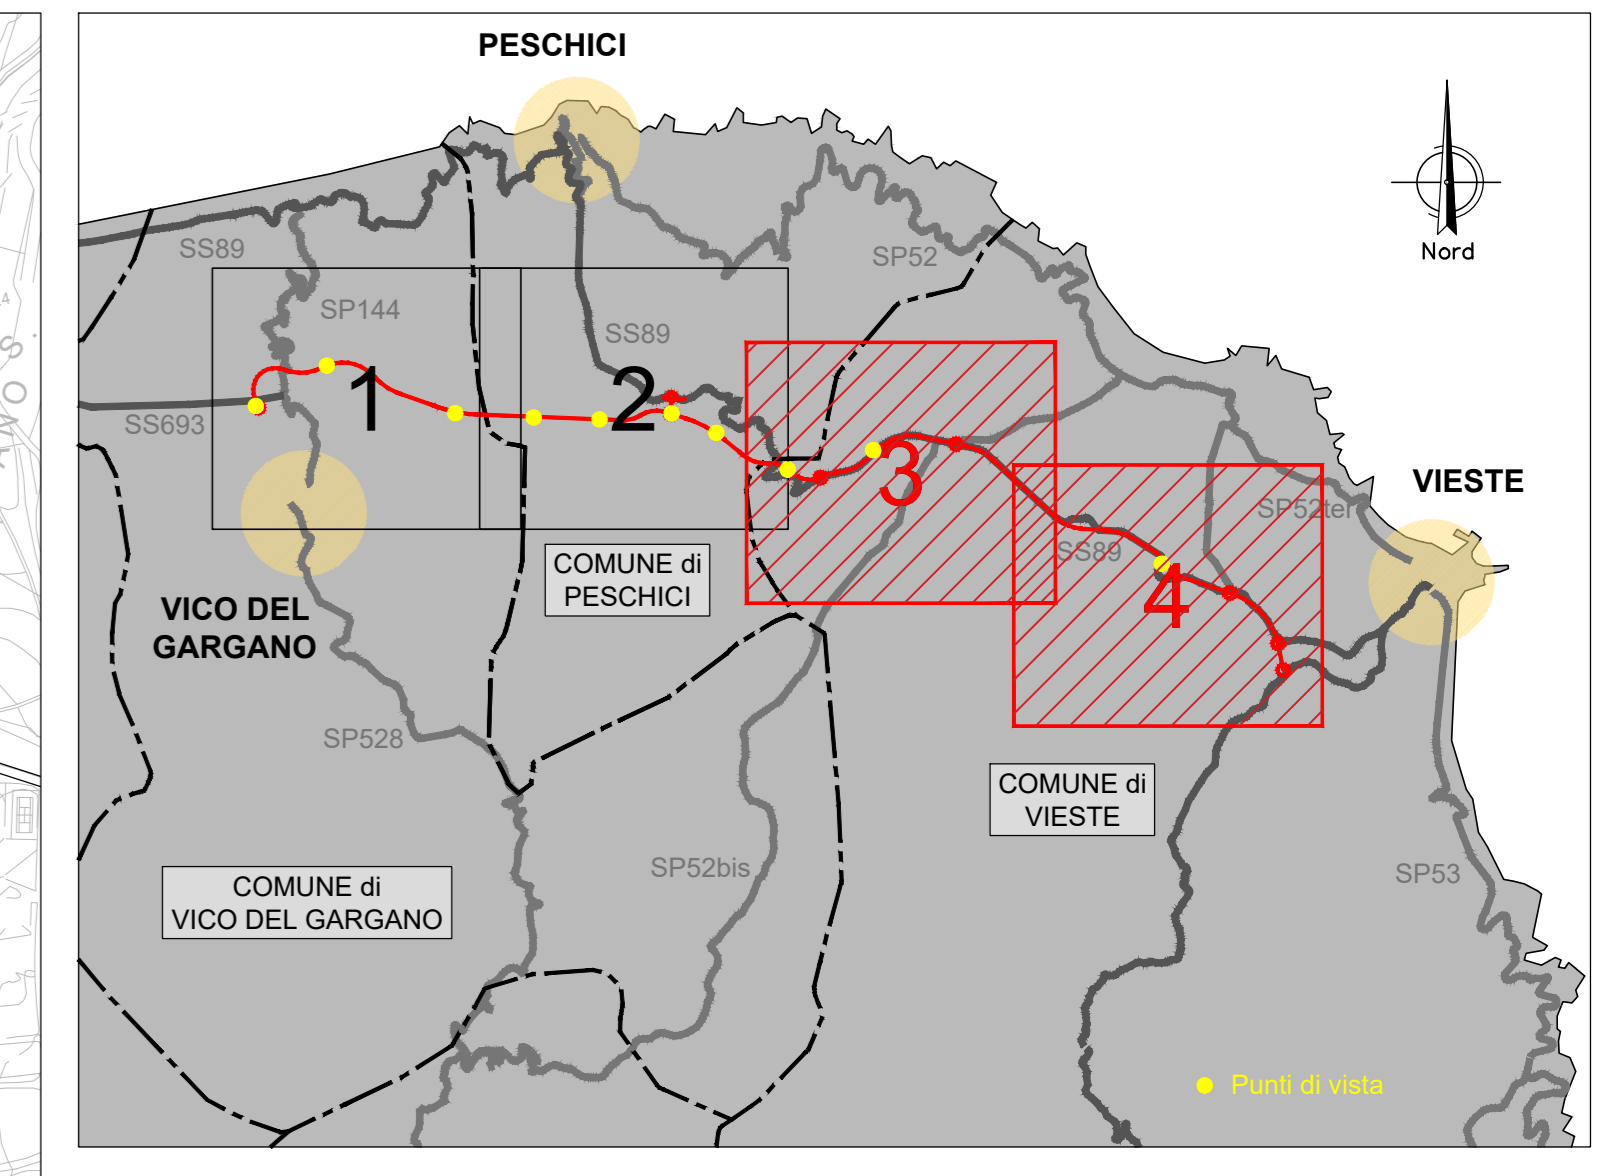 PESCHICI
Nord
SS89
SP52
SP144
SS89
1
2
SS693
3
VIESTE
SP52ter
SS89
4
COMUNE di
PESCHICI
VICO DEL
GARGANO
SP528
COMUNE di
VIESTE
SP52bis
SP53
COMUNE di
VICO DEL GARGANO
Punti di vista